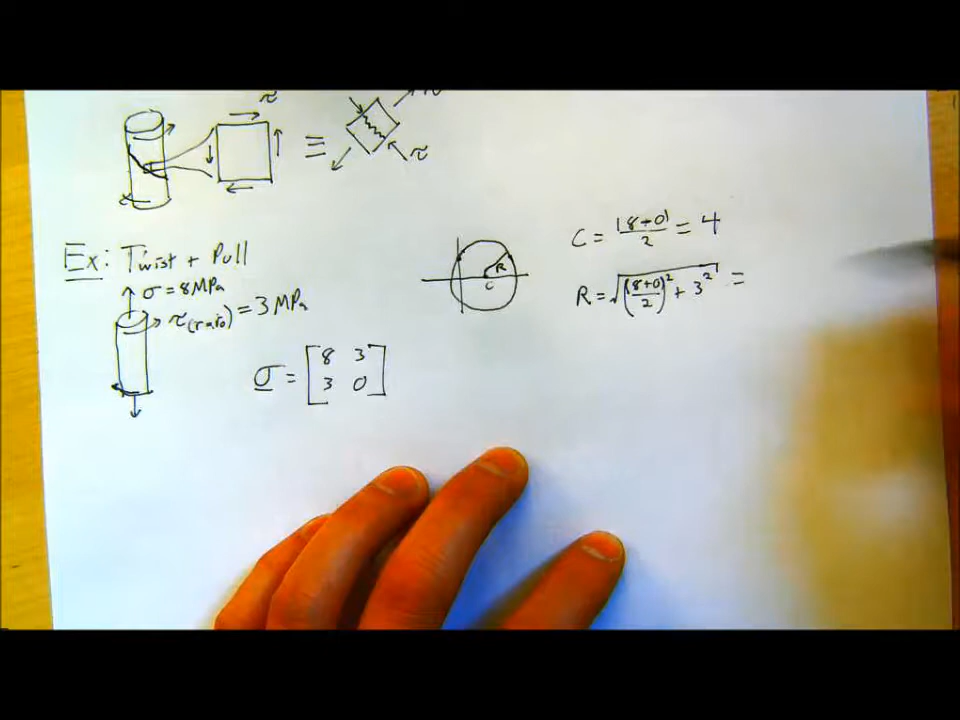 τ
τ
≡
τ
Ex: Twist + Pull
σ = 8MPa
τ(r=r₀) = 3 MPa
σ = [8 3
3 0]
R
C
C = (8+0)/2 = 4
R = √(((8+0)/2)² + 3²) =